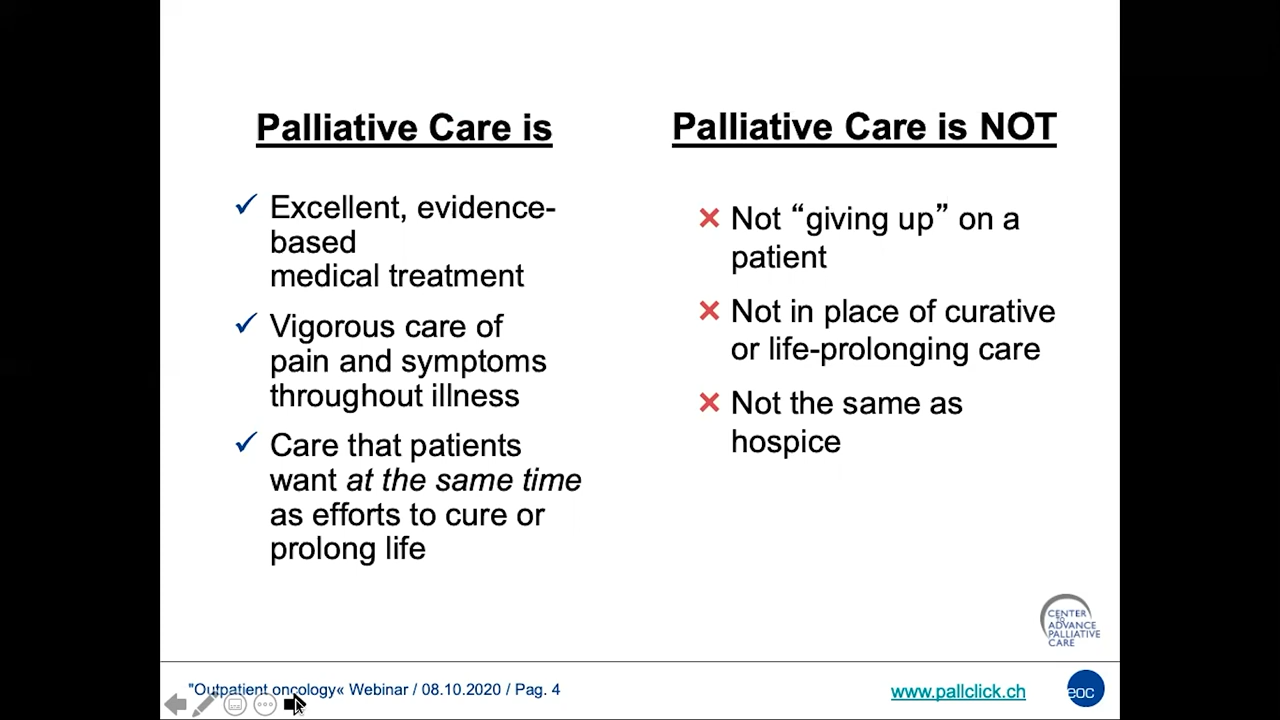 Palliative Care is
Excellent, evidence-
based
medical treatment
Vigorous care of
pain and symptoms
throughout illness
Care that patients
want at the same time
as efforts to cure or
prolong life
Palliative Care is NOT
Not “giving up” on a
patient
Not in place of curative
or life-prolonging care
Not the same as
hospice
CENTER
TO
ADVANCE
PALLIATIVE
CARE
"Outpatient oncology« Webinar / 08.10.2020 / Pag. 4
www.pallclick.ch
eoc